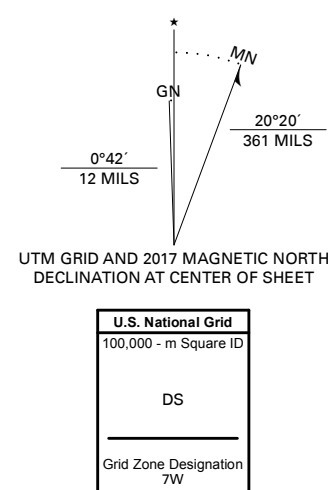 ★
MN
GN
20°20´
361 MILS
0°42´
12 MILS
UTM GRID AND 2017 MAGNETIC NORTH
DECLINATION AT CENTER OF SHEET
U.S. National Grid
100,000 - m Square ID
DS
Grid Zone Designation
7W